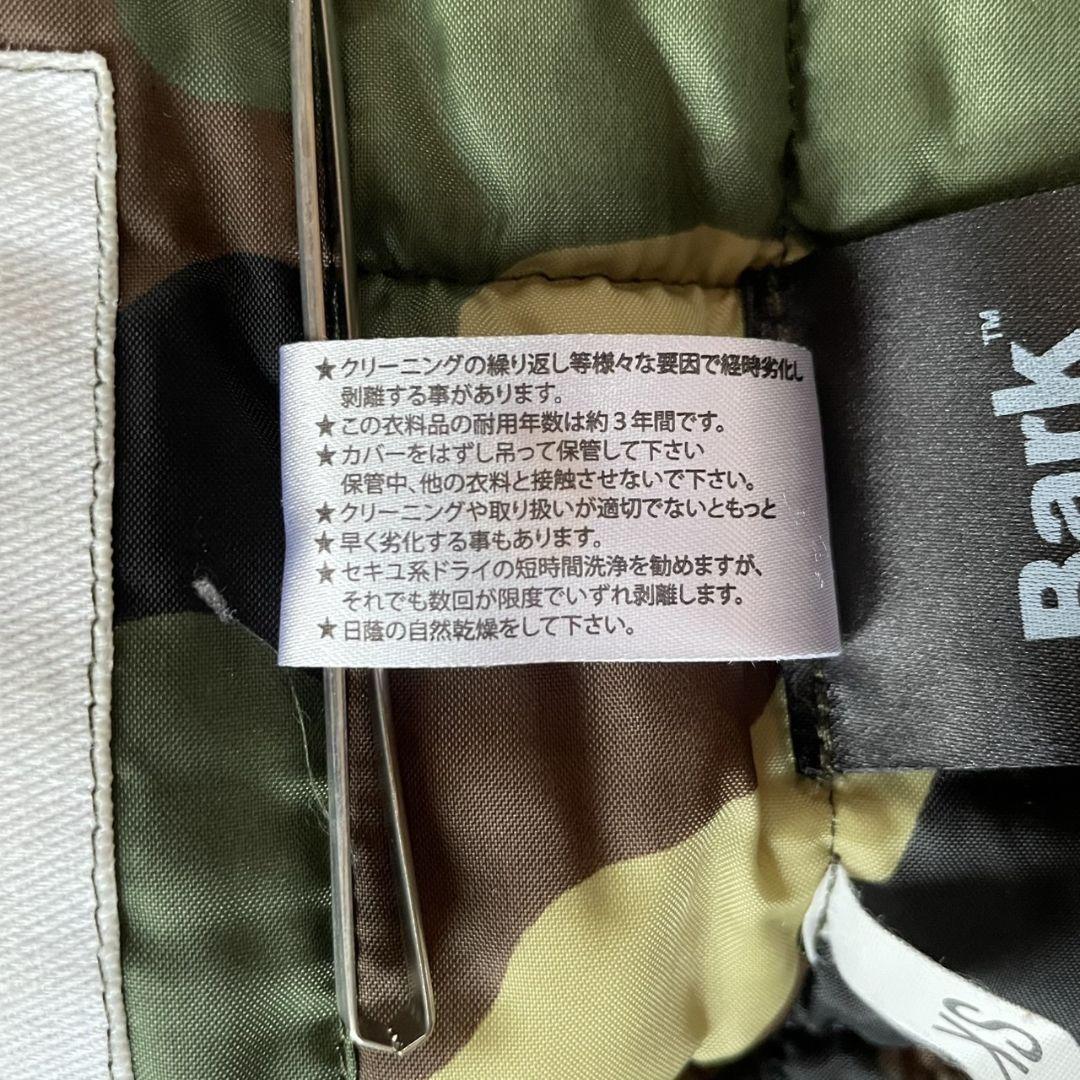 ★クリーニングの繰り返し等様々な要因で経時劣化し
剥離する事があります。
★この衣料品の耐用年数は約3年間です。
★カバーをはずし吊って保管して下さい
保管中、他の衣料と接触させないで下さい。
★クリーニングや取り扱いが適切でないともっと
★早く劣化する事もあります。
★セキユ系ドライの短時間洗浄を勧めますが、
それでも数回が限度でいずれ剥離します。
★日蔭の自然乾燥をして下さい。
Bark™
SK